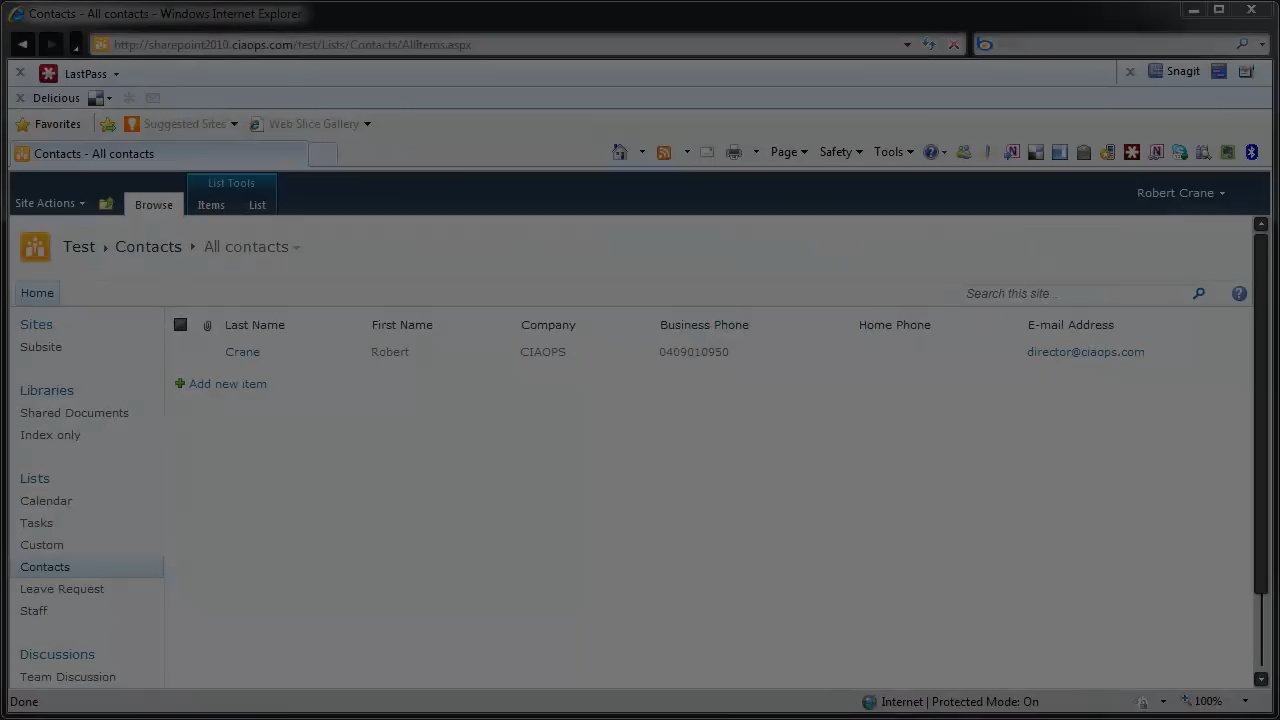 Contacts - All contacts - Windows Internet Explorer
http://sharepoint2010.ciaops.com/test/Lists/Contacts/AllItems.aspx
LastPass
Snagit
Delicious
Favorites
Suggested Sites
Web Slice Gallery
Contacts - All contacts
Page
Safety
Tools
List Tools
Site Actions
Browse
Items
List
Robert Crane
Test
Contacts
All contacts
Home
Search this site...
Sites
Subsite
Libraries
Shared Documents
Index only
Lists
Calendar
Tasks
Custom
Contacts
Leave Request
Staff
Discussions
Team Discussion
Last Name First Name Company Business Phone Home Phone E-mail Address
Crane Robert CIAOPS 0409010950 director@ciaops.com
Add new item
Done
Internet | Protected Mode: On
100%